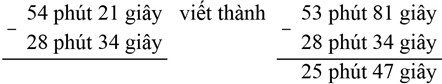 54 phút 21 giây viết thành 53 phút 81 giây
- -
28 phút 34 giây 28 phút 34 giây
25 phút 47 giây